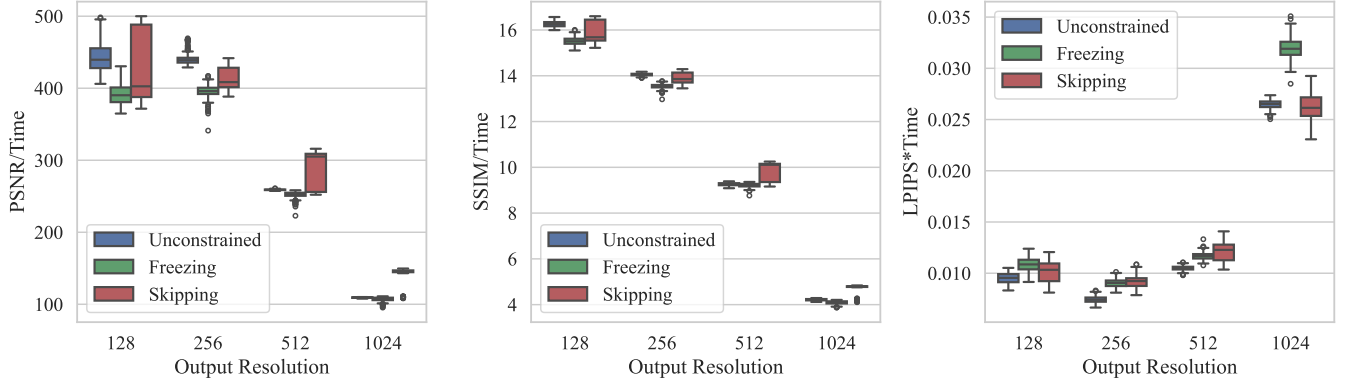 500
400
300
200
100
PSNR/Time
Unconstrained
Freezing
Skipping
128 256 512 1024
Output Resolution
16
14
12
10
8
6
4
SSIM/Time
Unconstrained
Freezing
Skipping
128 256 512 1024
Output Resolution
0.035
0.030
0.025
0.020
0.015
0.010
LPIPS*Time
Unconstrained
Freezing
Skipping
128 256 512 1024
Output Resolution